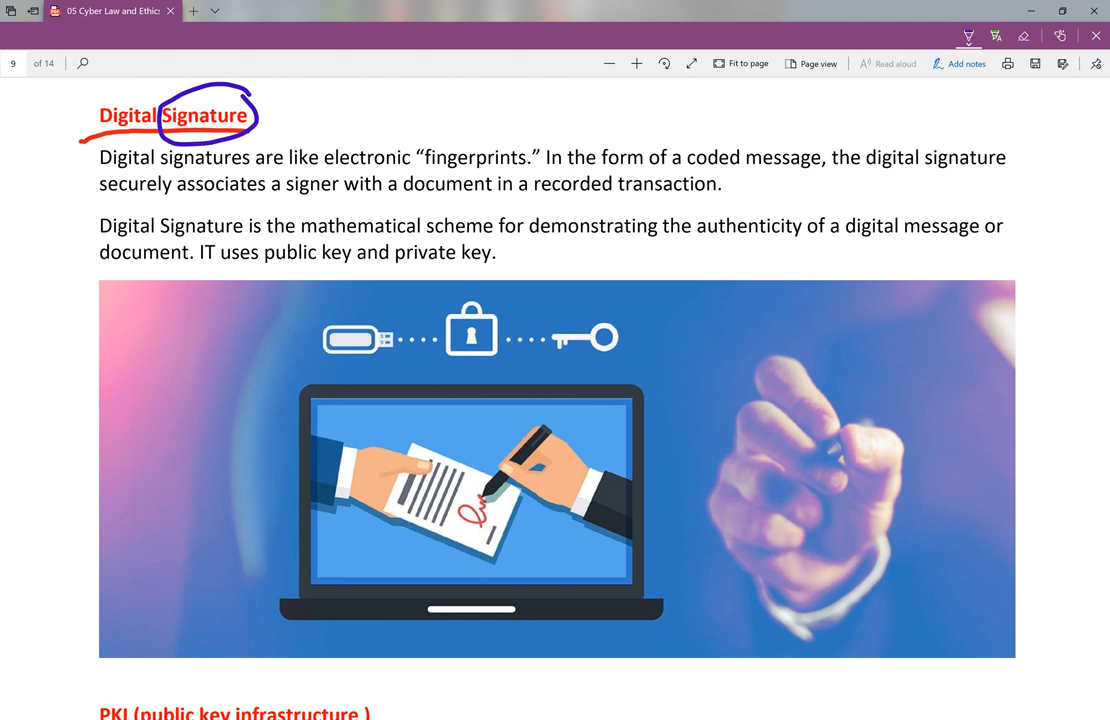 05 Cyber Law and Ethic
9 of 14
Fit to page
Page view
Read aloud
Add notes
Digital Signature
Digital signatures are like electronic “fingerprints.” In the form of a coded message, the digital signature
securely associates a signer with a document in a recorded transaction.
Digital Signature is the mathematical scheme for demonstrating the authenticity of a digital message or
document. IT uses public key and private key.
PKI (public key infrastructure )